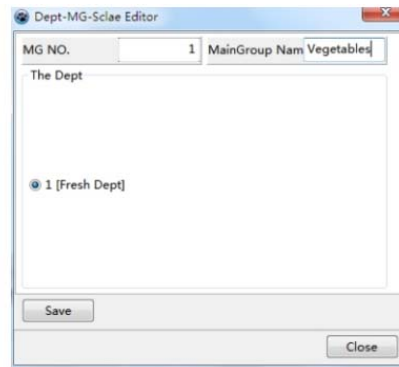 Dept-MG-Sclae Editor
MG NO. 1 MainGroup Nam Vegetables
The Dept
1 [Fresh Dept]
Save
Close